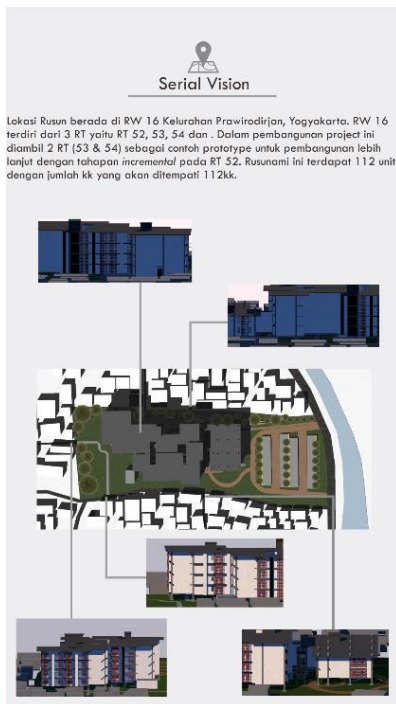 Serial Vision
Lokasi Rusun berada di RW 16 Kelurahan Prawirodirjan, Yogyakarta. RW 16
terdiri dari 3 RT yaitu RT 52, 53, 54 dan . Dalam pembangunan project ini
diambil 2 RT (53 & 54) sebagai contoh prototype untuk pembangunan lebih
lanjut dengan tahapan incremental pada RT 52. Rusunami ini terdapat 112 unit
dengan jumlah kk yang akan ditempati 112kk.